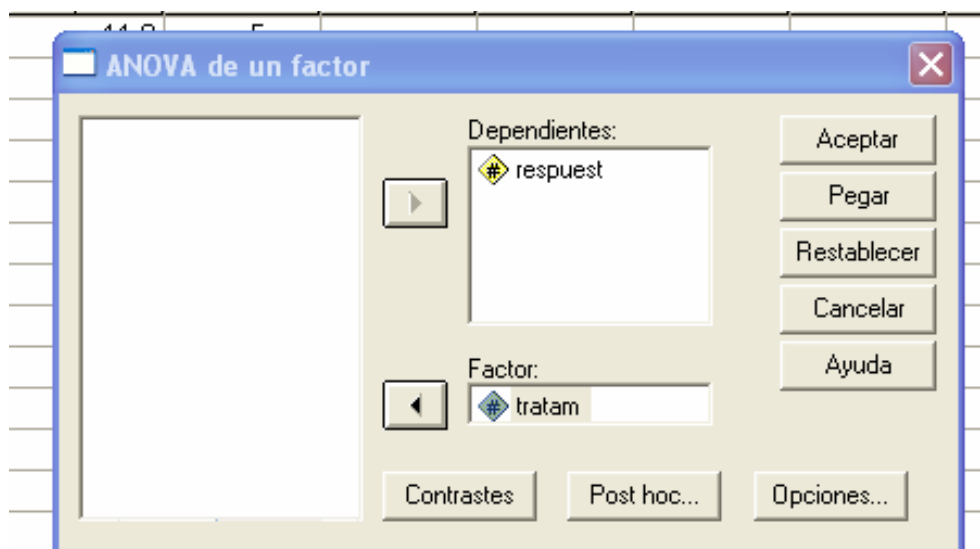 ANOVA de un factor
Dependientes:
respuest
Factor:
tratam
Aceptar
Pegar
Restablecer
Cancelar
Ayuda
Contrastes
Post hoc...
Opciones...